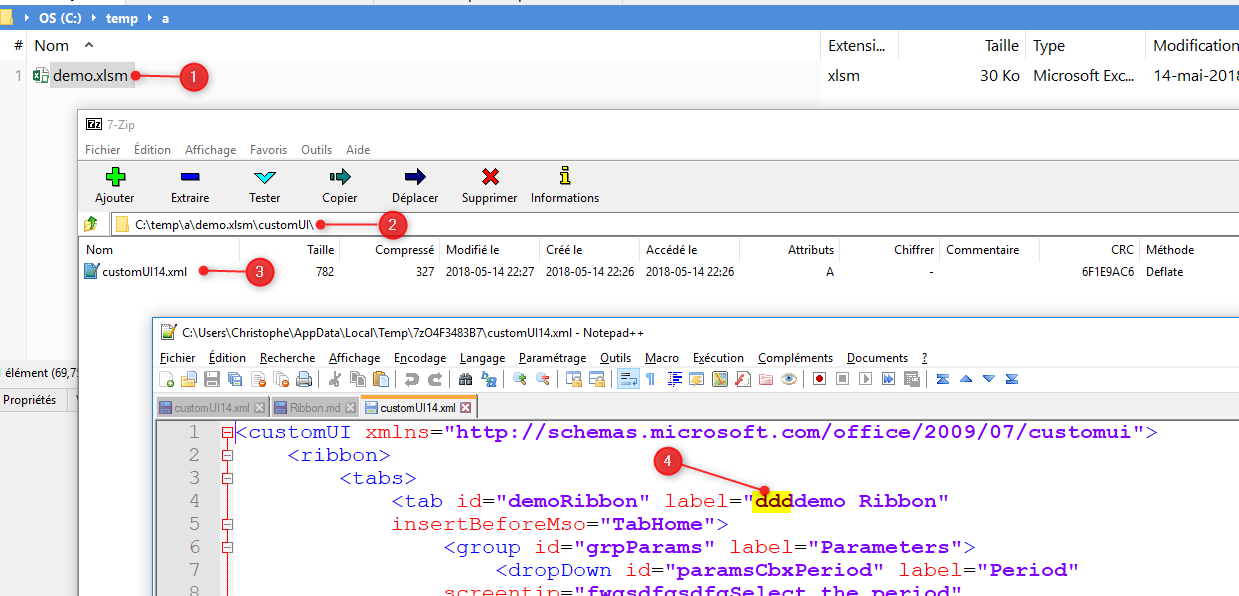 OS (C:) temp a
# Nom Extensi... Taille Type Modification
1 demo.xlsm 1 xlsm 30 Ko Microsoft Exc... 14-mai-2018
7z 7-Zip
Fichier Édition Affichage Favoris Outils Aide
Ajouter Extraire Tester Copier Déplacer Supprimer Informations
C:\temp\a\demo.xlsm\customUI\ 2
Nom Taille Compressé Modifié le Créé le Accédé le Attributs Chiffrer Commentaire CRC Méthode
customUI14.xml 3 782 327 2018-05-14 22:27 2018-05-14 22:26 2018-05-14 22:26 A - 6F1E9AC6 Deflate
C:\Users\Christophe\AppData\Local\Temp\7zO4F3483B7\customUI14.xml - Notepad++
Fichier Édition Recherche Affichage Encodage Langage Paramétrage Outils Macro Exécution Compléments Documents ?
élément (69,75
Propriétés
customUI14.xml Ribbon.md customUI14.xml
1 <customUI xmlns="http://schemas.microsoft.com/office/2009/07/customui">
2 <ribbon>
3 <tabs>
4
4 <tab id="demoRibbon" label="ddddemo Ribbon"
5 insertBeforeMso="TabHome">
6 <group id="grpParams" label="Parameters">
7 <dropDown id="paramsCbxPeriod" label="Period"
8 screentip="fwqsdfqsdfqSelect the period"